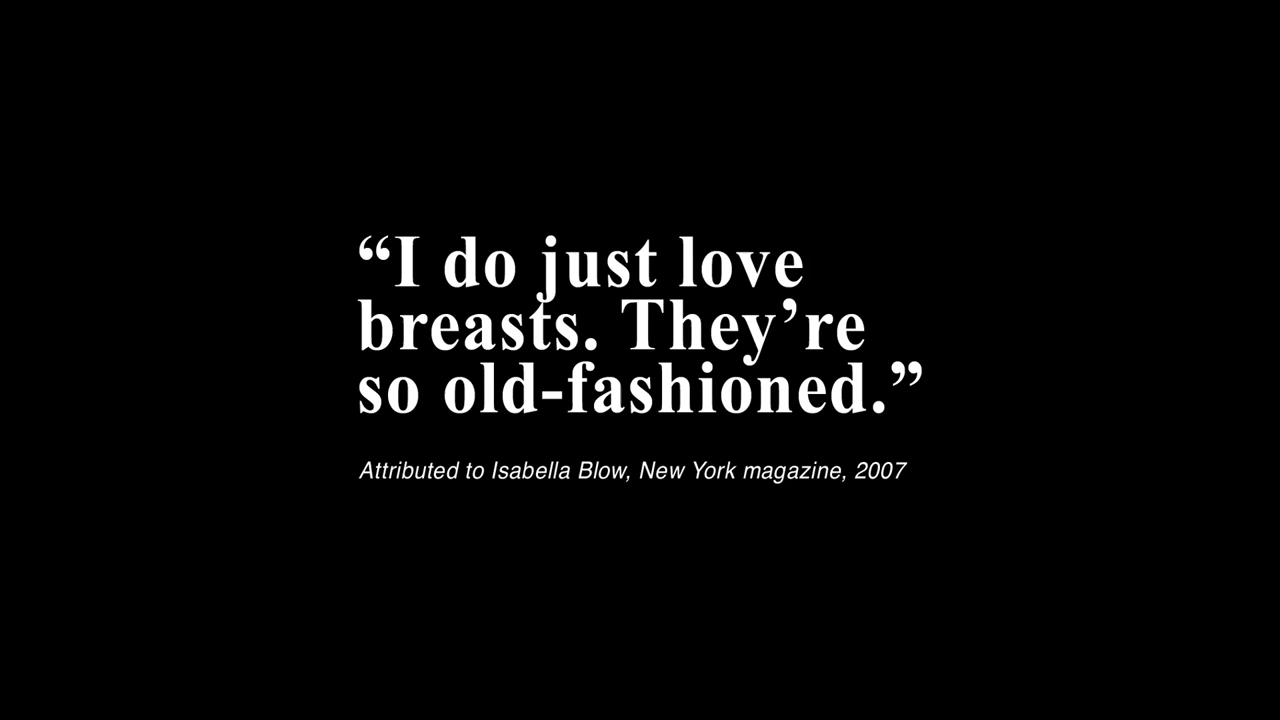 “I do just love
breasts. They’re
so old-fashioned.”
Attributed to Isabella Blow, New York magazine, 2007